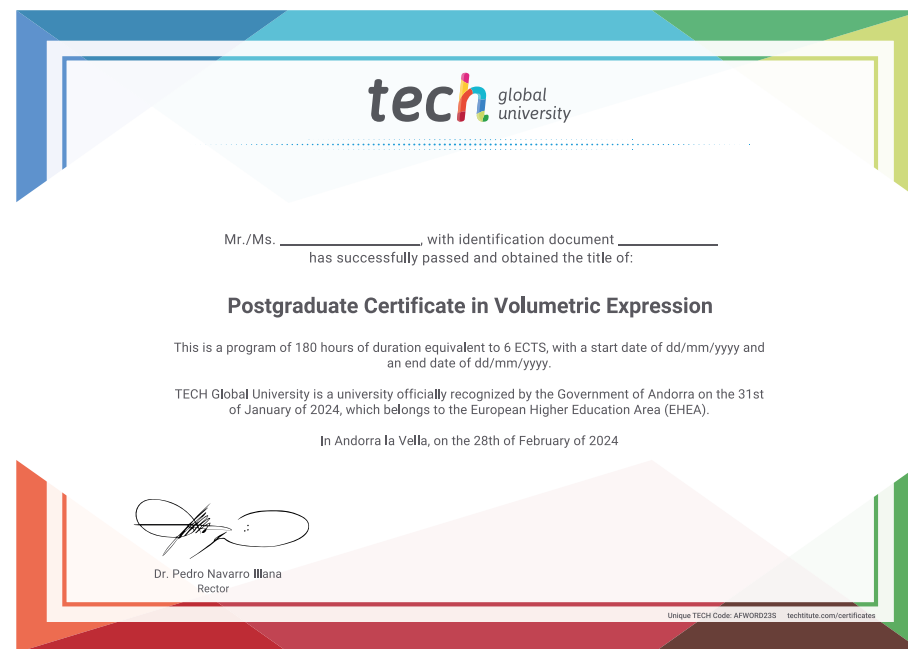 tech global
university
Mr./Ms. ________________, with identification document ____________
has successfully passed and obtained the title of:
Postgraduate Certificate in Volumetric Expression
This is a program of 180 hours of duration equivalent to 6 ECTS, with a start date of dd/mm/yyyy and
an end date of dd/mm/yyyy.
TECH Global University is a university officially recognized by the Government of Andorra on the 31st
of January of 2024, which belongs to the European Higher Education Area (EHEA).
In Andorra la Vella, on the 28th of February of 2024
Dr. Pedro Navarro Illana
Rector
Unique TECH Code: AFWORD23S techtitute.com/certificates